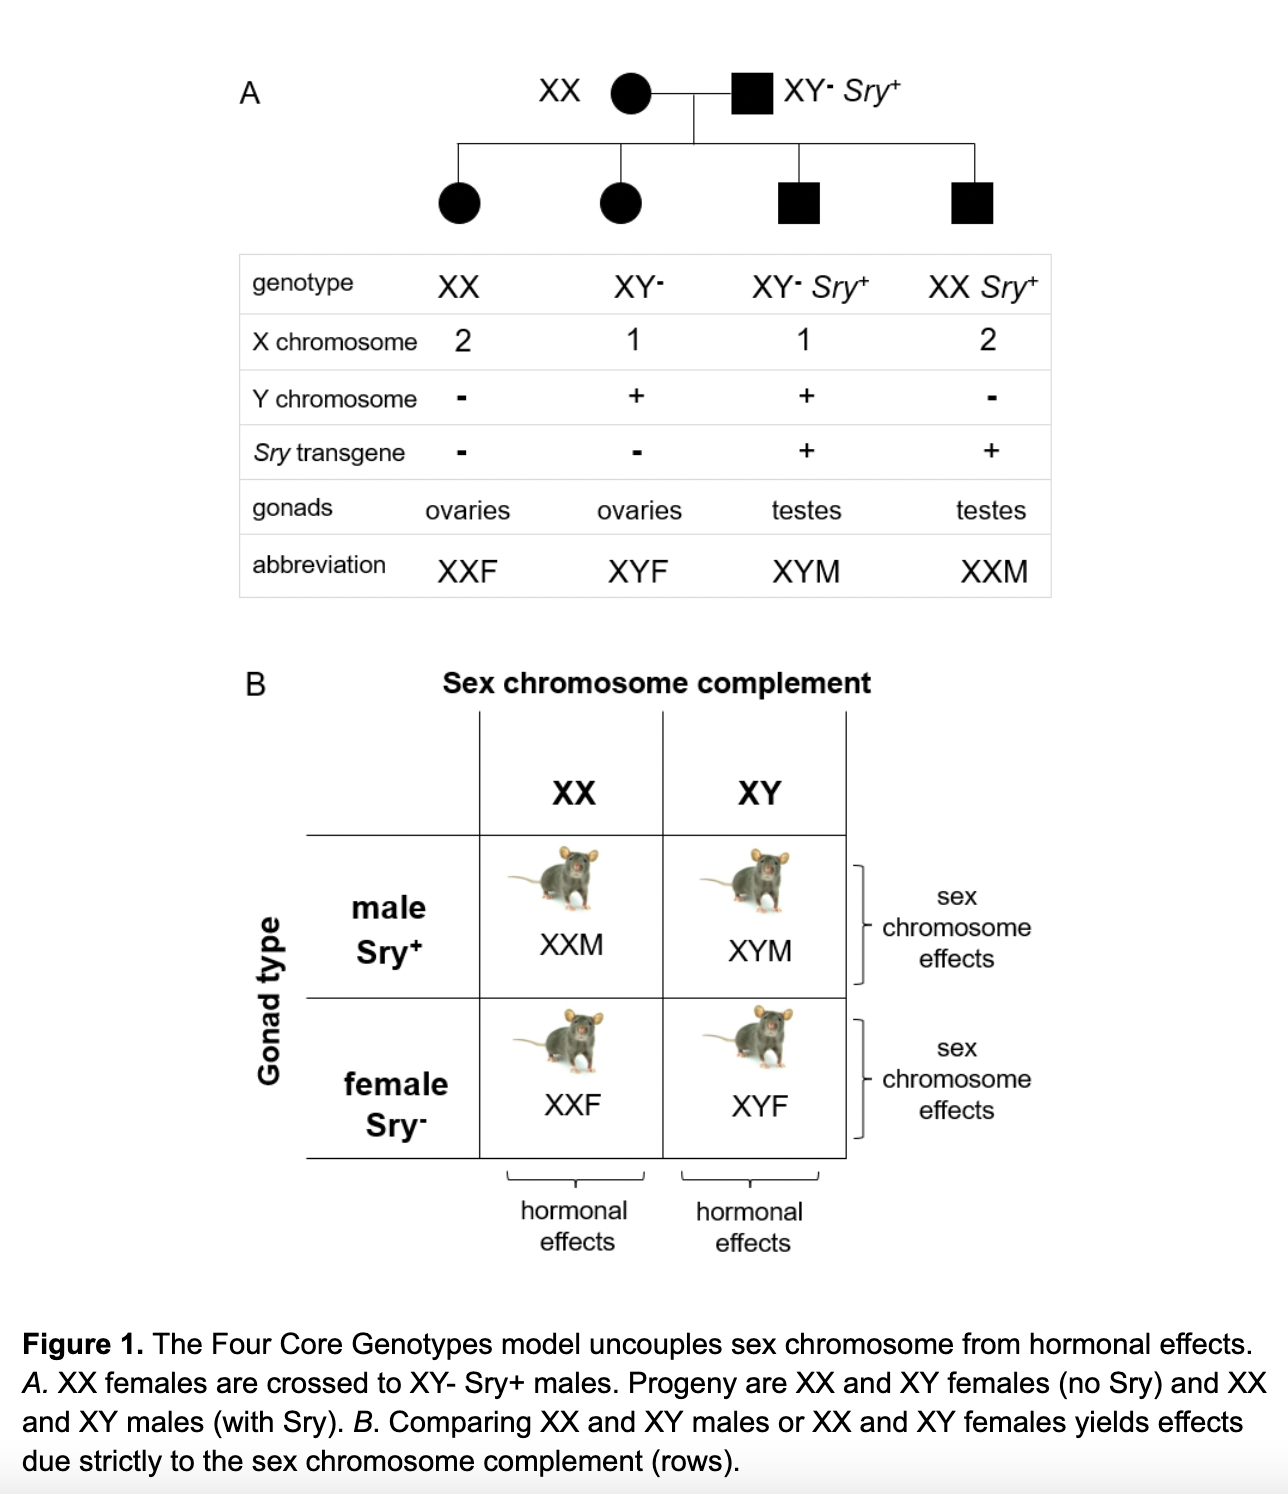 A
XX
XY- Sry+
genotype XX XY- XY- Sry+ XX Sry+
X chromosome 2 1 1 2
Y chromosome - + + -
Sry transgene - - + +
gonads ovaries ovaries testes testes
abbreviation XXF XYF XYM XXM
B
Sex chromosome complement
XX XY
Gonad type
male
Sry+
XXM
XYM
sex
chromosome
effects
female
Sry-
XXF
XYF
sex
chromosome
effects
hormonal
effects
hormonal
effects
Figure 1. The Four Core Genotypes model uncouples sex chromosome from hormonal effects.
A. XX females are crossed to XY- Sry+ males. Progeny are XX and XY females (no Sry) and XX
and XY males (with Sry). B. Comparing XX and XY males or XX and XY females yields effects
due strictly to the sex chromosome complement (rows).